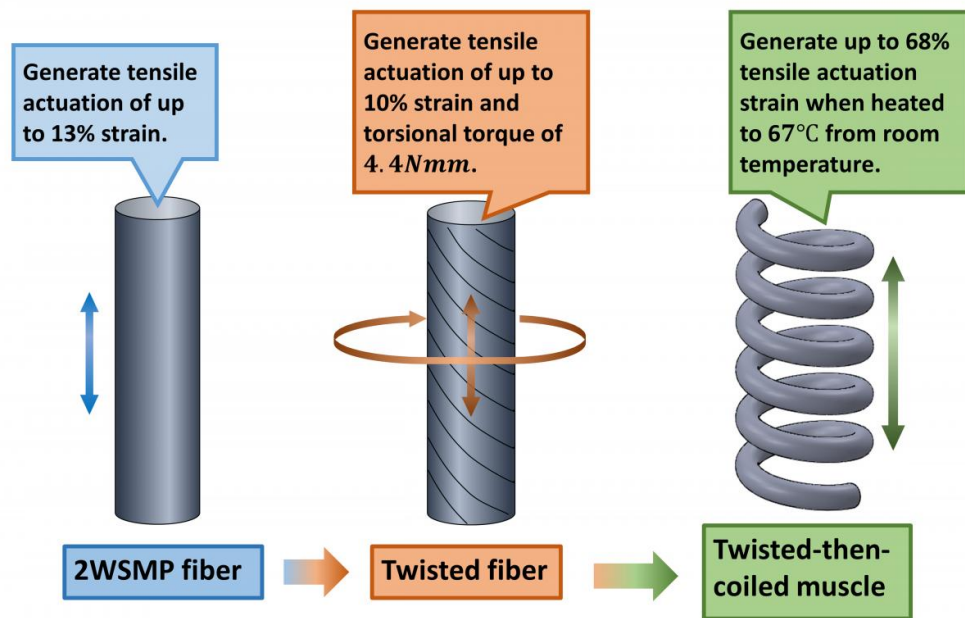 Generate tensile
actuation of up
to 13% strain.
Generate tensile
actuation of up to
10% strain and
torsional torque of
4.4Nmm.
Generate up to 68%
tensile actuation
strain when heated
to 67℃ from room
temperature.
2WSMP fiber
Twisted fiber
Twisted-then-
coiled muscle